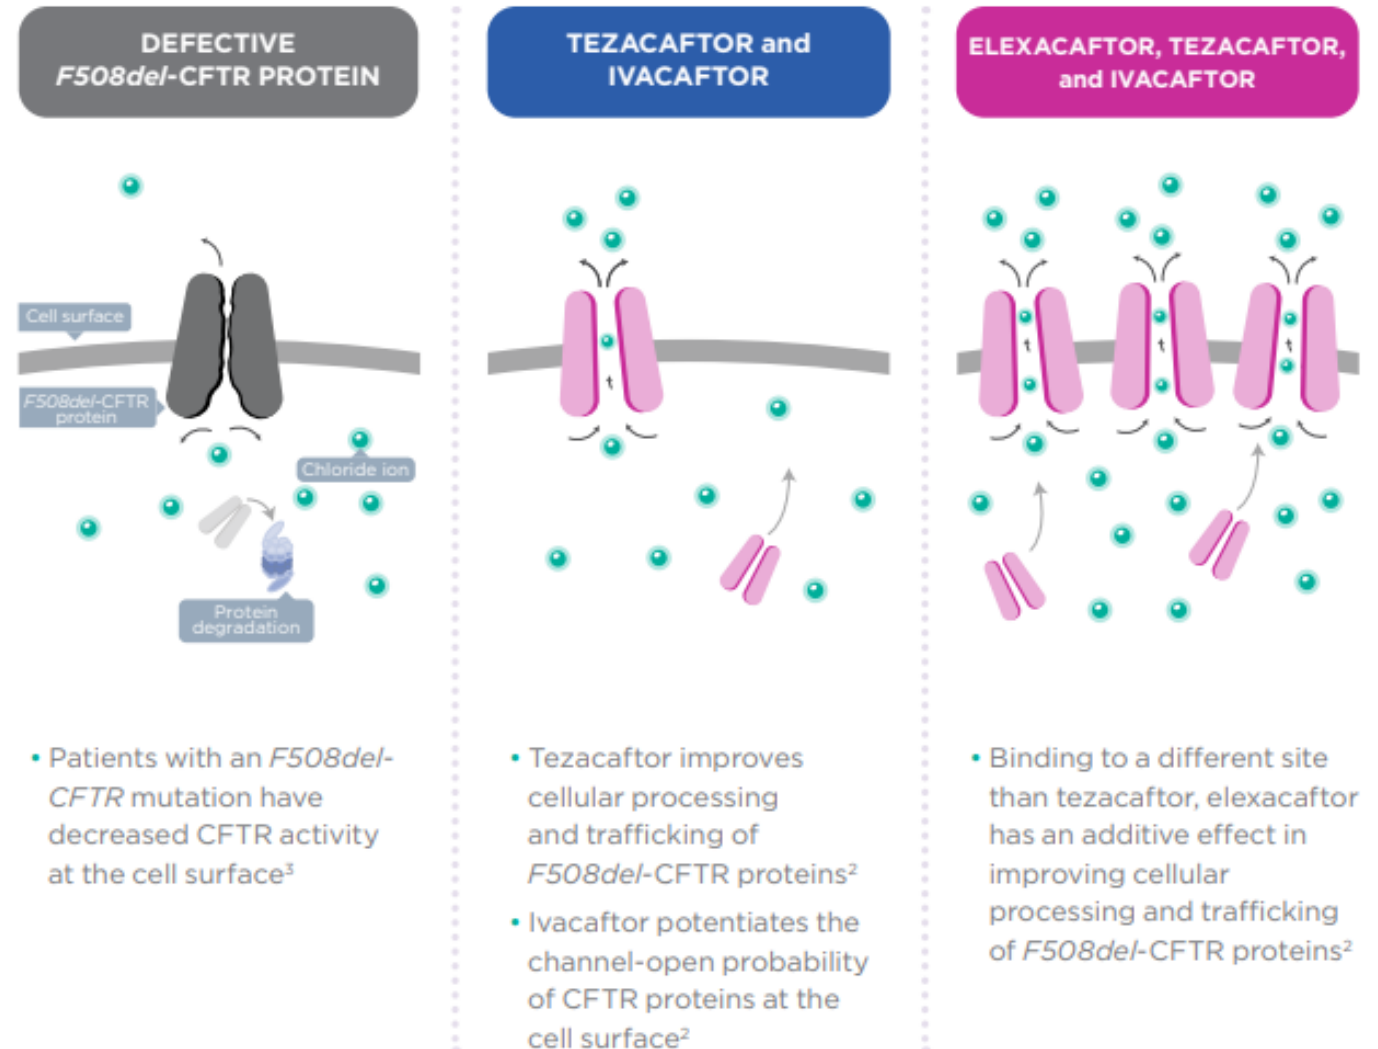 DEFECTIVE
F508del-CFTR PROTEIN
Cell surface
F508del-CFTR
protein
Chloride ion
Protein
degradation
• Patients with an F508del-
CFTR mutation have
decreased CFTR activity
at the cell surface³
TEZACAFTOR and
IVACAFTOR
• Tezacaftor improves
cellular processing
and trafficking of
F508del-CFTR proteins²
• Ivacaftor potentiates the
channel-open probability
of CFTR proteins at the
cell surface²
ELEXACAFTOR, TEZACAFTOR,
and IVACAFTOR
• Binding to a different site
than tezacaftor, elexacaftor
has an additive effect in
improving cellular
processing and trafficking
of F508del-CFTR proteins²